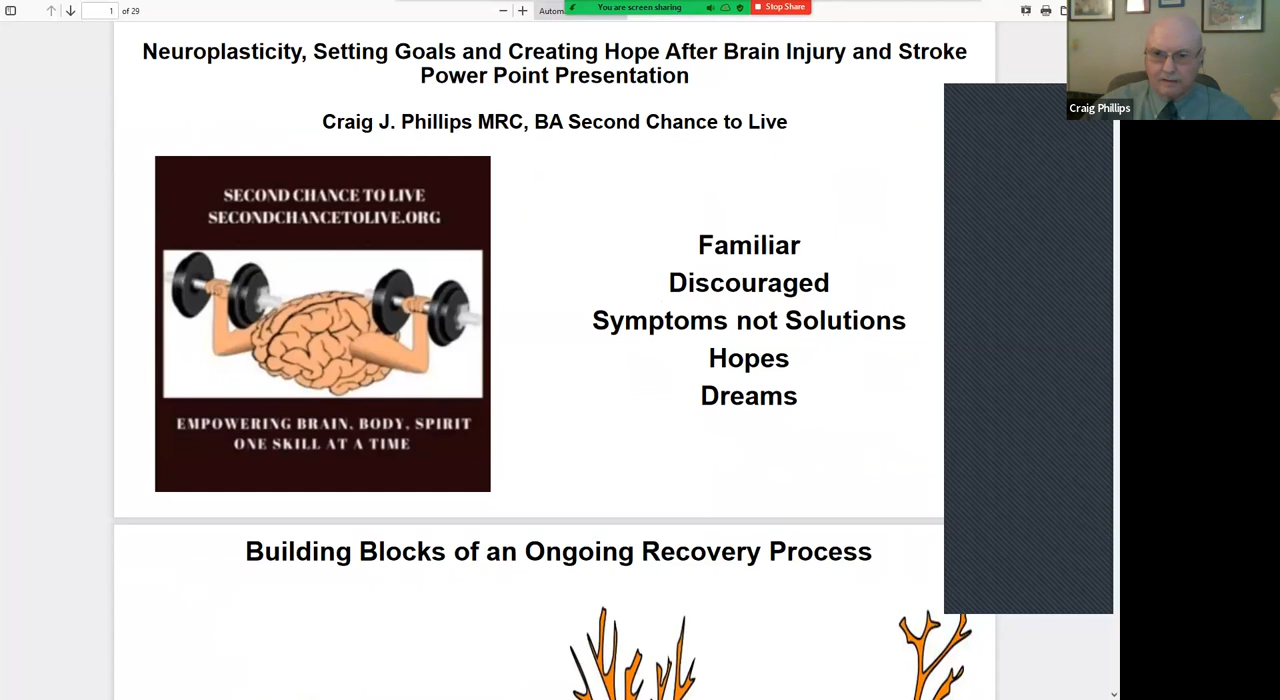 1 of 29
Autom
You are screen sharing
Stop Share
Craig Phillips
Neuroplasticity, Setting Goals and Creating Hope After Brain Injury and Stroke
Power Point Presentation
Craig J. Phillips MRC, BA Second Chance to Live
SECOND CHANCE TO LIVE
SECONDCHANCETOLIVE.ORG
EMPOWERING BRAIN, BODY, SPIRIT
ONE SKILL AT A TIME
Familiar
Discouraged
Symptoms not Solutions
Hopes
Dreams
Building Blocks of an Ongoing Recovery Process